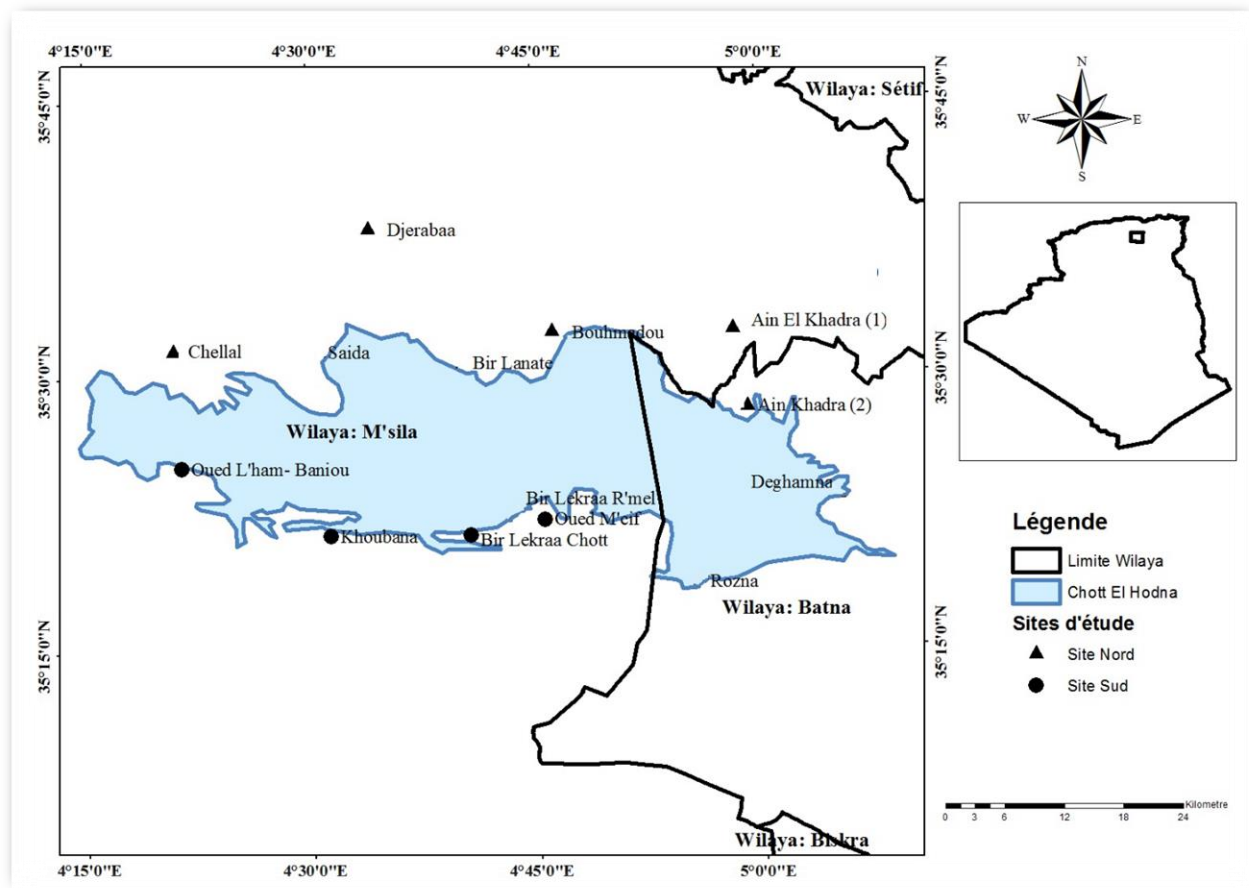 4°15'0"E
4°30'0"E
4°45'0"E
5°0'0"E
35°45'0"N
35°45'0"N
Wilaya: Sétif
N
W
E
S
Djerabaa
Ain El Khadra (1)
Bouhmadou
Chellal
Saida
Bir Lanate
35°30'0"N
35°30'0"N
Ain Khadra (2)
Wilaya: M'sila
Oued L'ham- Baniou
Deghamna
Bir Lekraa R'mel
Oued M'cif
Khoubana
Bir Lekraa Chott
Rozna
Wilaya: Batna
35°15'0"N
35°15'0"N
Wilaya: Biskra
4°15'0"E
4°30'0"E
4°45'0"E
5°0'0"E
Légende
Limite Wilaya
Chott El Hodna
Sites d'étude
Site Nord
Site Sud
Kilometre
0 3 6 12 18 24